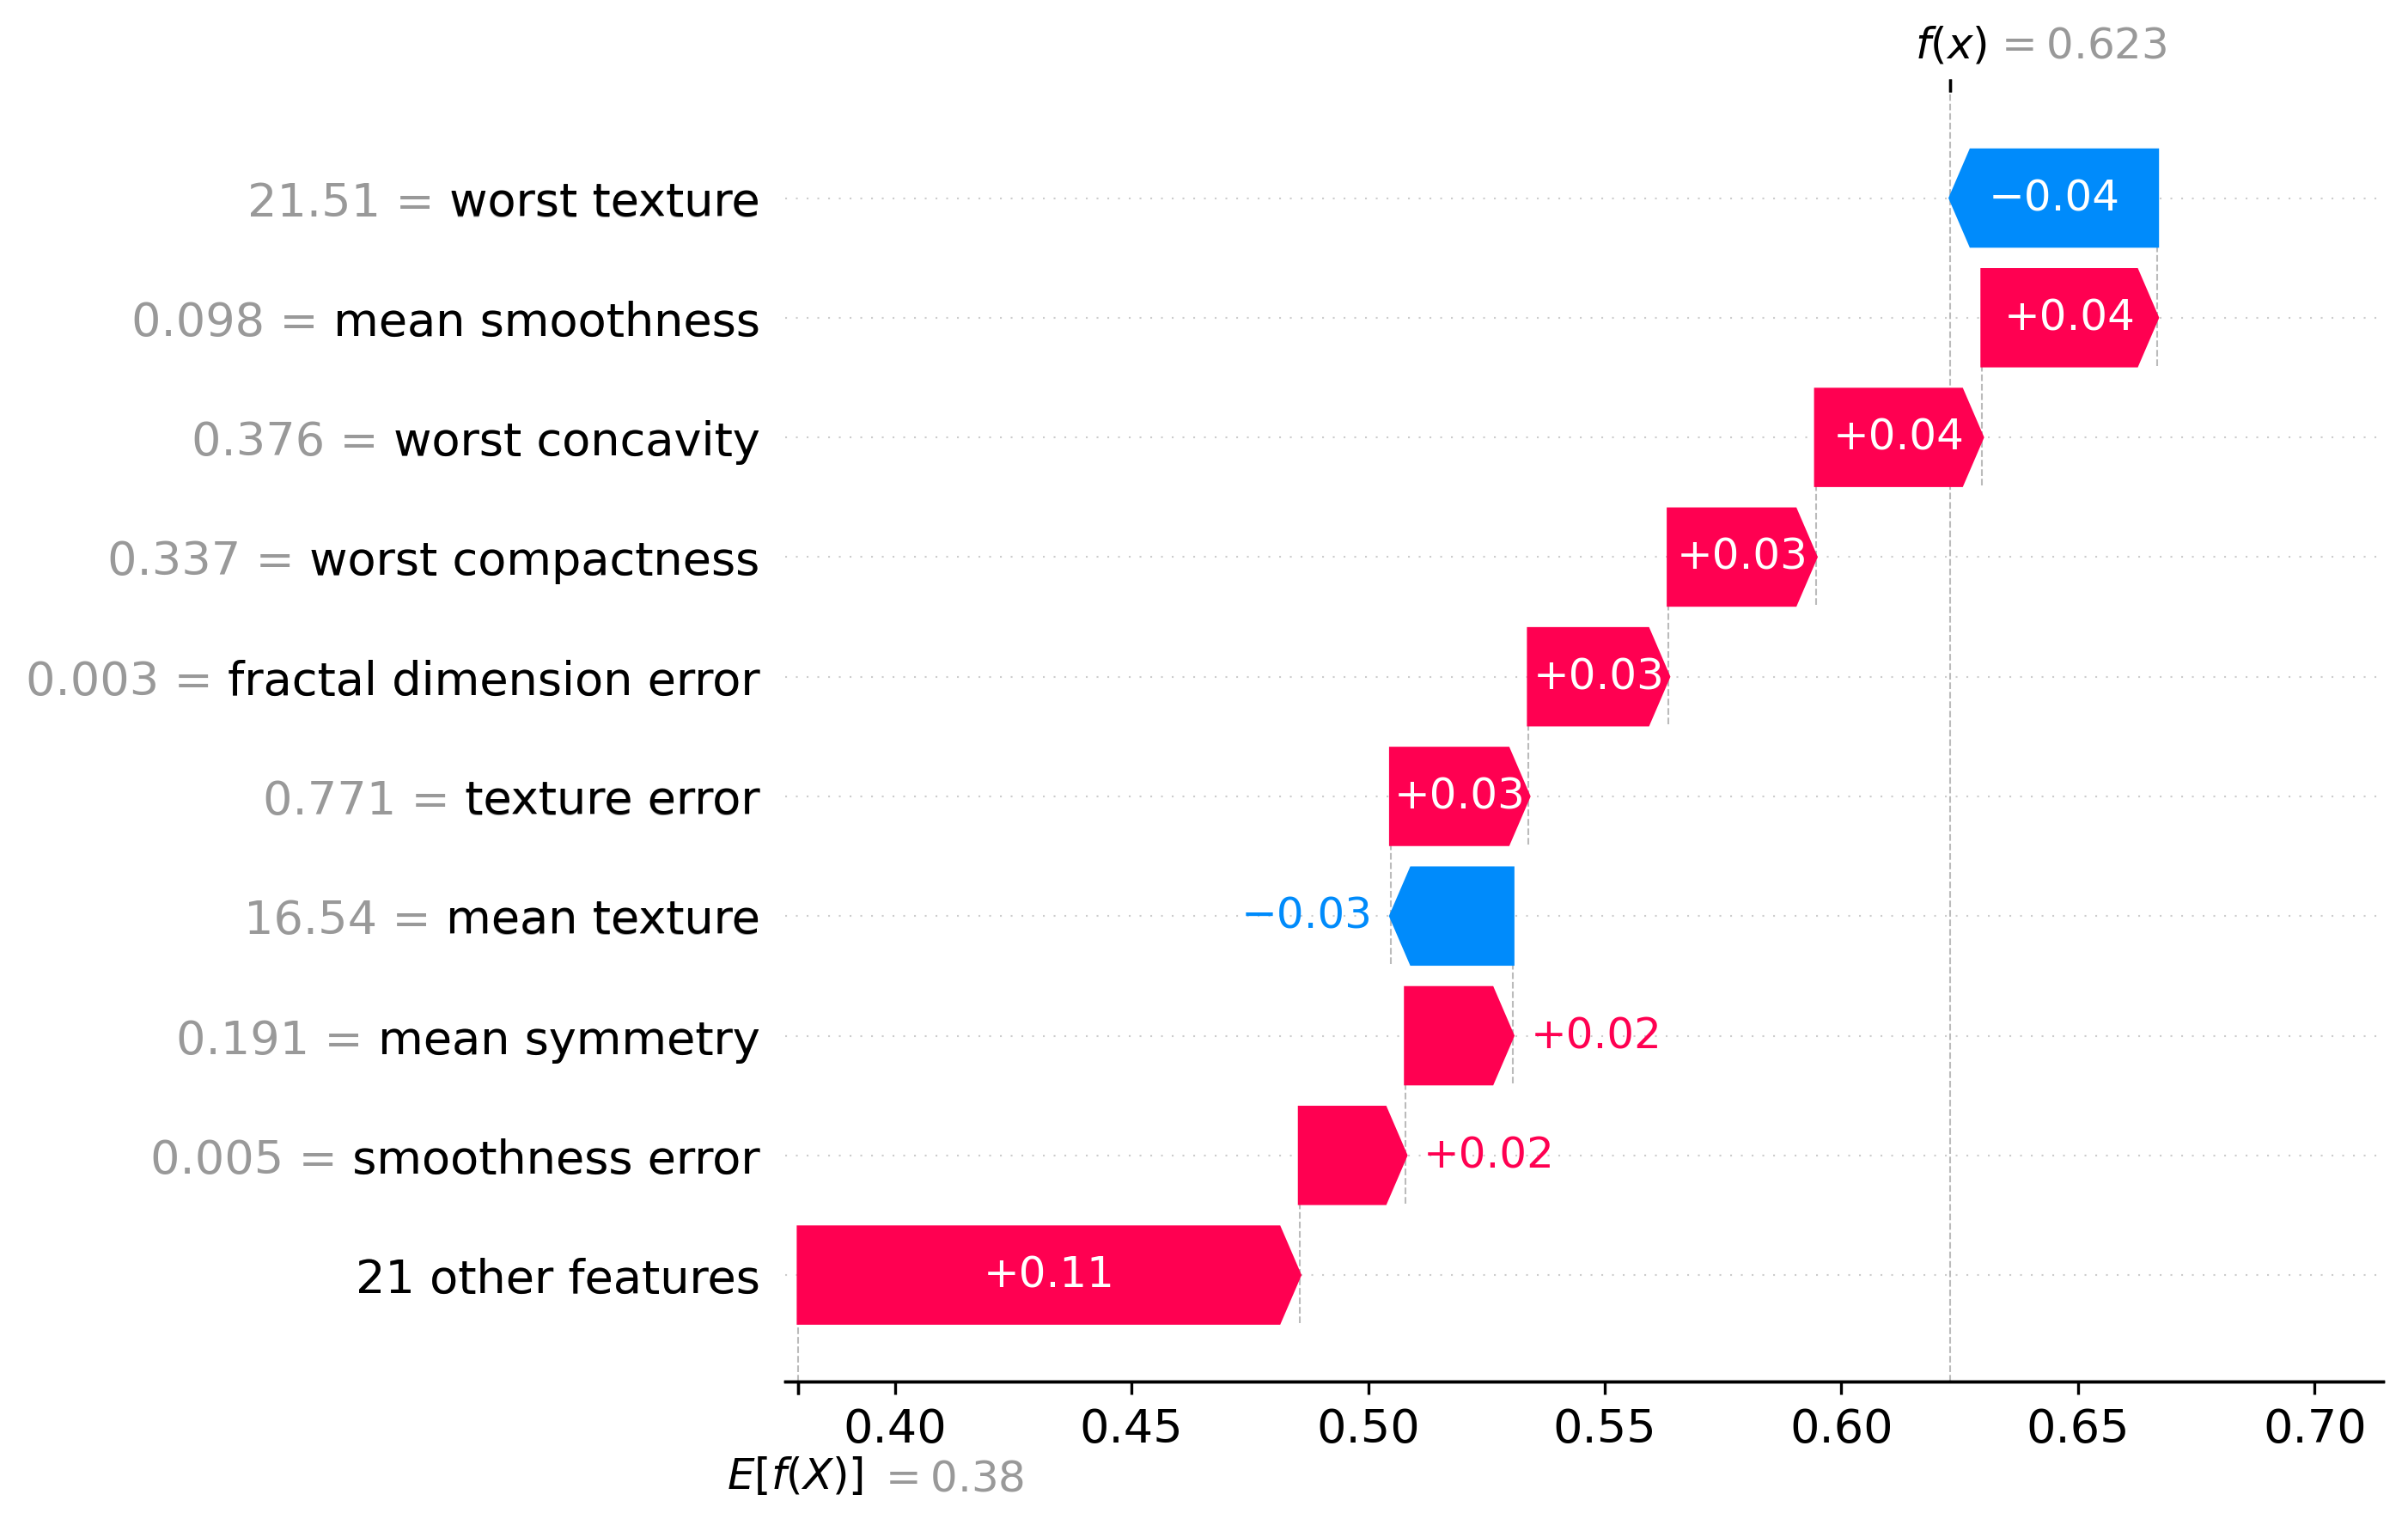 f(x) = 0.623
21.51 = worst texture −0.04
0.098 = mean smoothness +0.04
0.376 = worst concavity +0.04
0.337 = worst compactness +0.03
0.003 = fractal dimension error +0.03
0.771 = texture error +0.03
16.54 = mean texture −0.03
0.191 = mean symmetry +0.02
0.005 = smoothness error +0.02
21 other features +0.11
0.40 0.45 0.50 0.55 0.60 0.65 0.70
E[f(X)] = 0.38